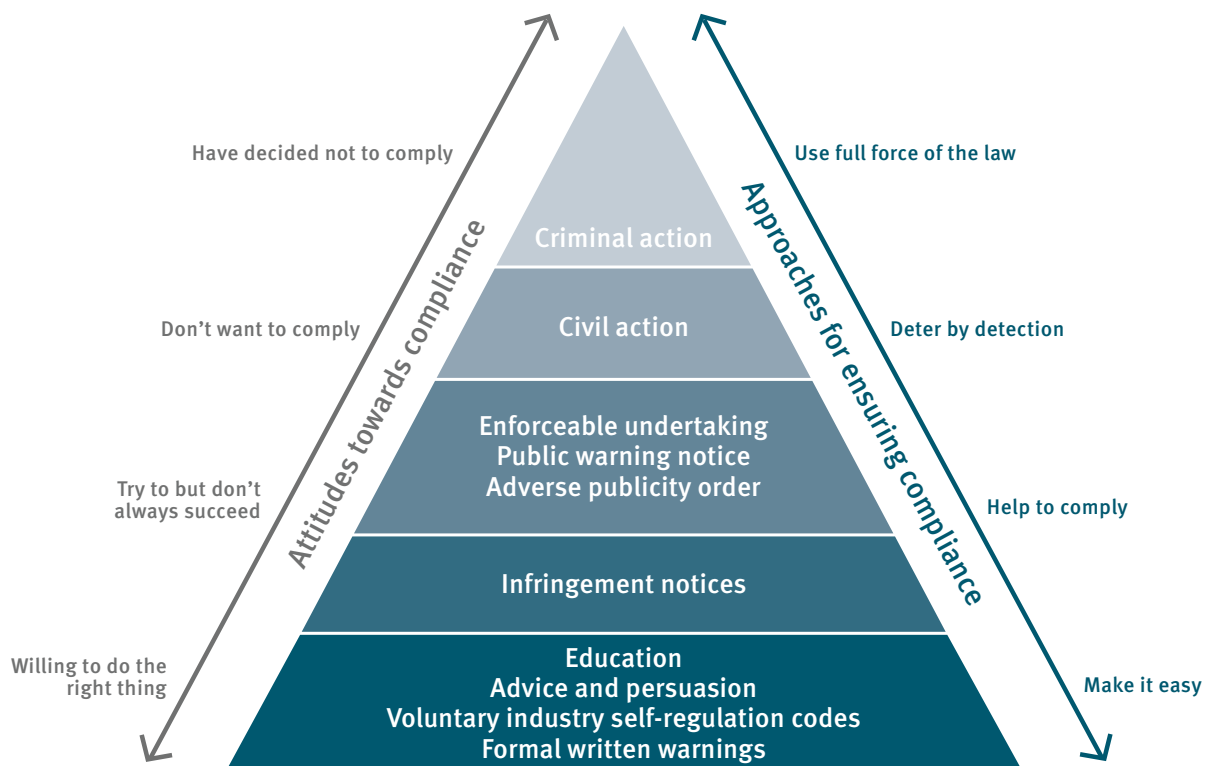 Have decided not to comply
Use full force of the law
Attitudes towards compliance
Approaches for ensuring compliance
Criminal action
Don’t want to comply
Civil action
Deter by detection
Enforceable undertaking
Public warning notice
Adverse publicity order
Try to but don’t
always succeed
Help to comply
Infringement notices
Willing to do the
right thing
Education
Advice and persuasion
Voluntary industry self-regulation codes
Formal written warnings
Make it easy